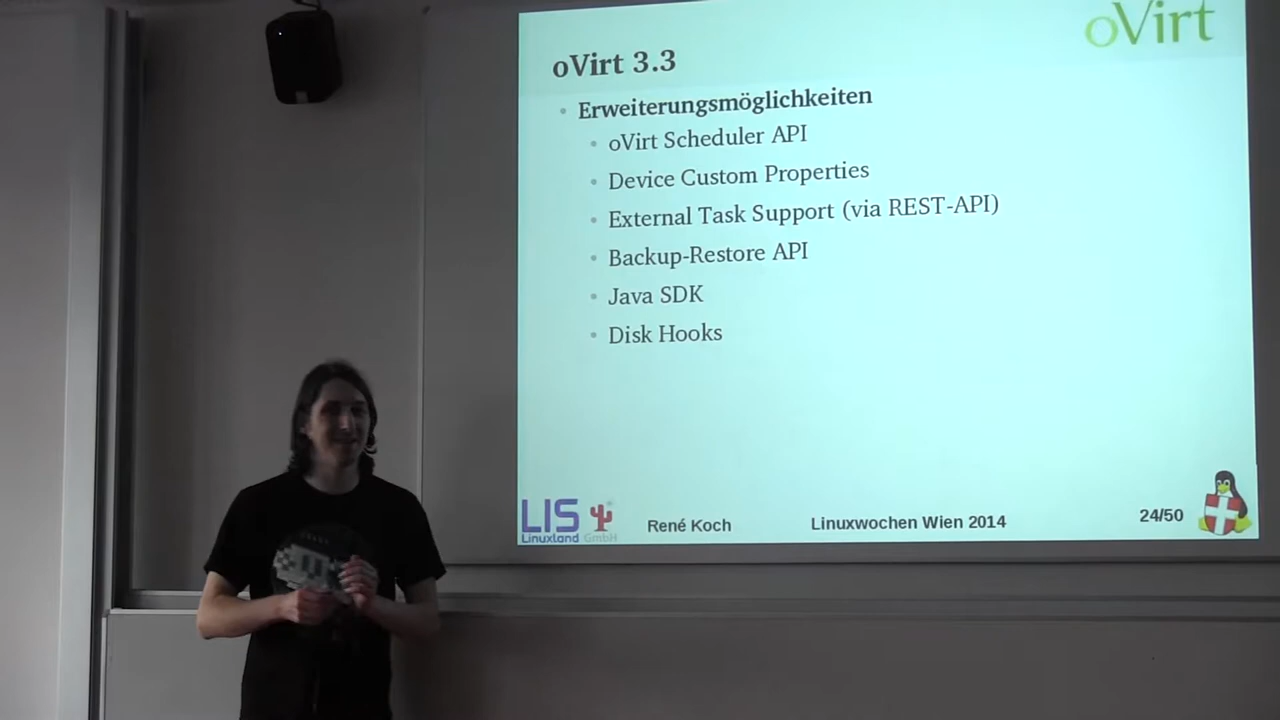 oVirt
oVirt 3.3
Erweiterungsmöglichkeiten
oVirt Scheduler API
Device Custom Properties
External Task Support (via REST-API)
Backup-Restore API
Java SDK
Disk Hooks
LIS
Linuxland GmbH
René Koch
Linuxwochen Wien 2014
24/50